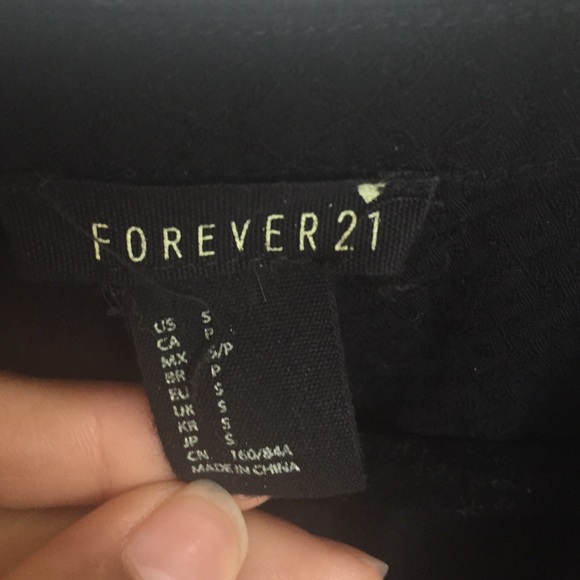 FOREVER 21
US S
CA P
MX S/P
BR P
EU S
UK S
KR S
JP S
CN 160/84A
MADE IN CHINA